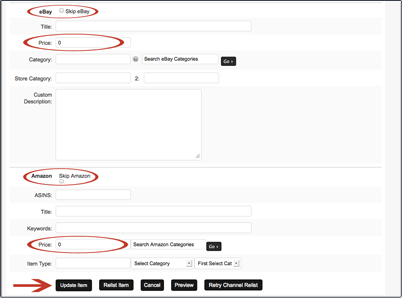 eBay Skip eBay
Title:
Price: 0
Category: Search eBay Categories Go ›
Store Category: 2:
Custom
Description:
Amazon Skip Amazon
ASINS:
Title:
Keywords:
Price: 0 Search Amazon Categories Go ›
Item Type: Select Category First Select Cat
Update Item Relist Item Cancel Preview Retry Channel Relist